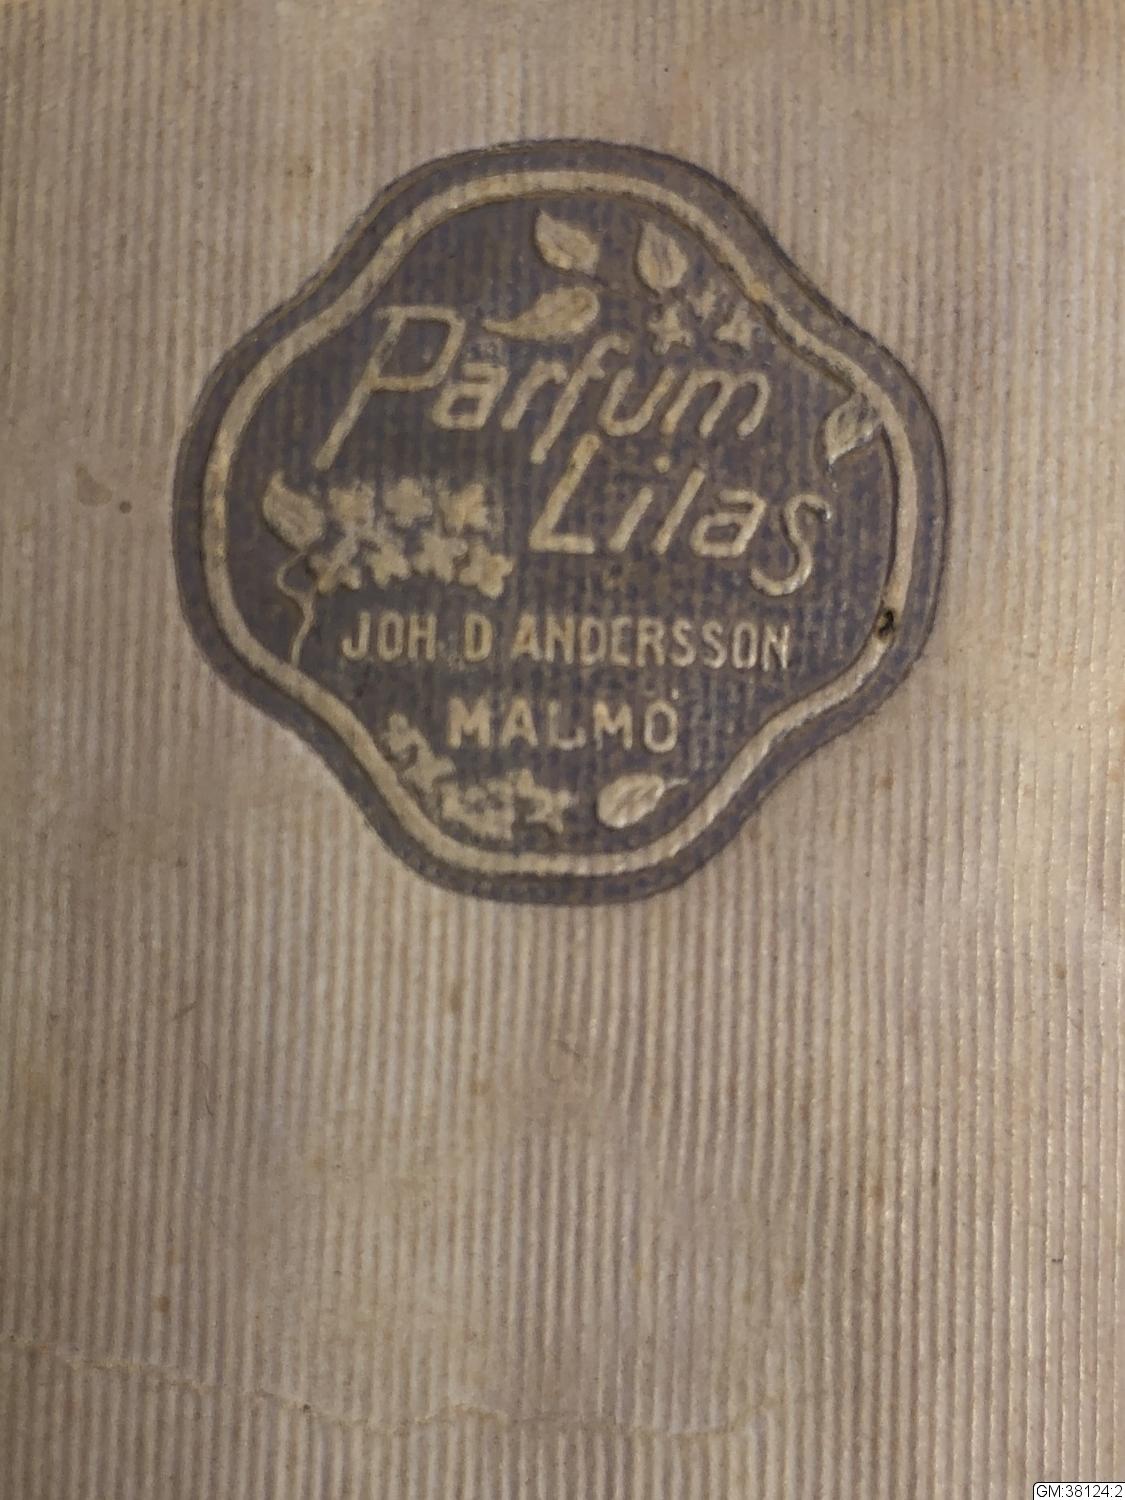 Parfum
Lilas
JOH. D ANDERSSON
MALMÖ
GM:38124:2